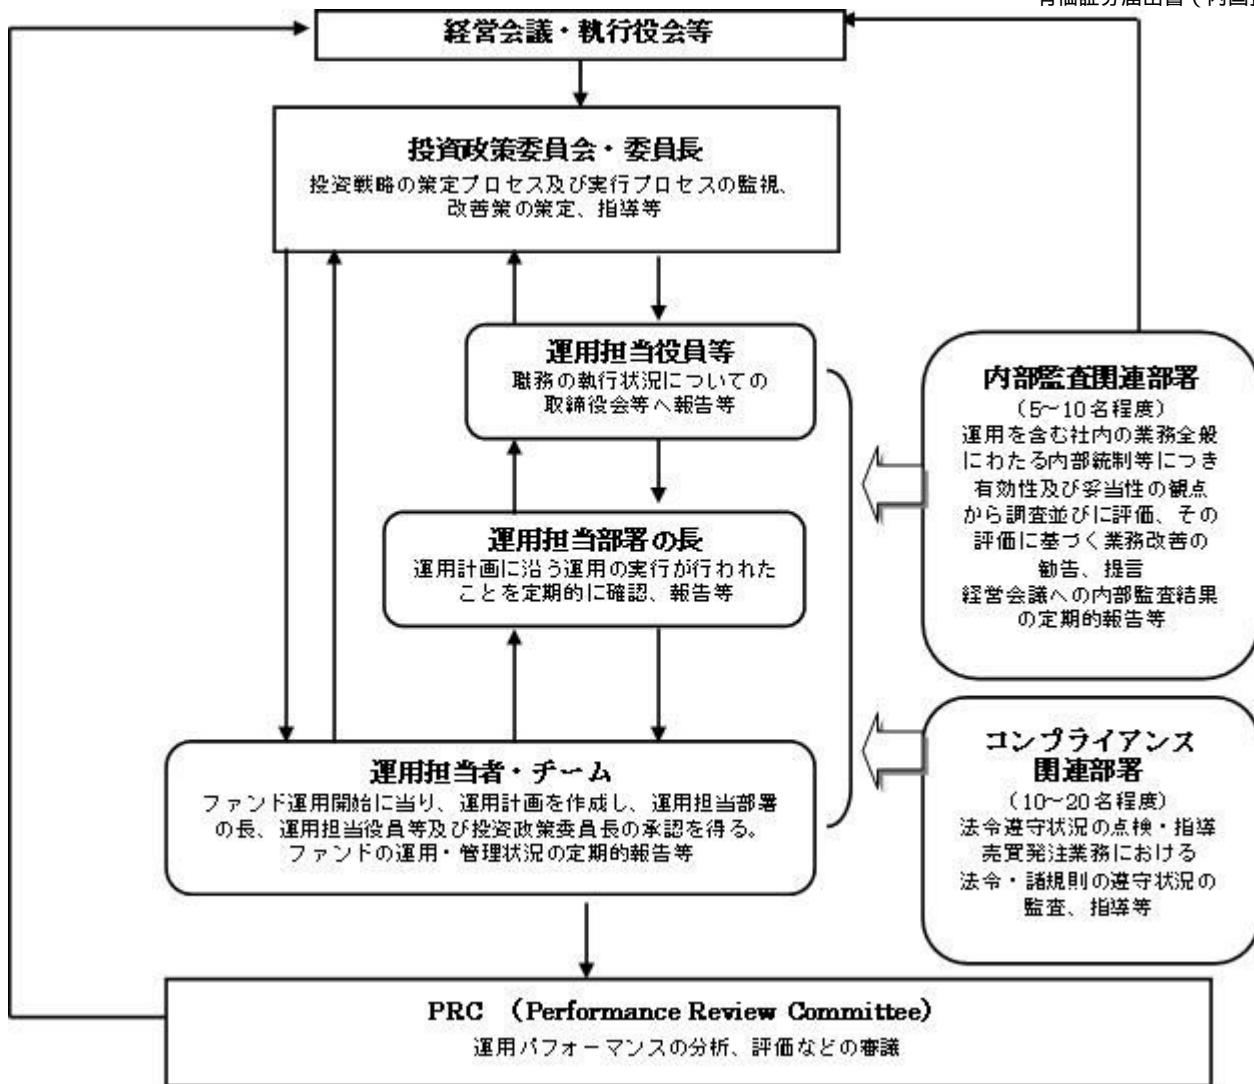 経営会議・執行役会等
投資政策委員会・委員長
投資戦略の策定プロセス及び実行プロセスの監視、
改善策の策定、指導等
運用担当役員等
職務の執行状況についての
取締役会等へ報告等
運用担当部署の長
運用計画に沿う運用の実行が行われた
ことを定期的に確認、報告等
運用担当者・チーム
ファンド運用開始に当り、運用計画を作成し、運用担当部署
の長、運用担当役員等及び投資政策委員長の承認を得る。
ファンドの運用・管理状況の定期的報告等
内部監査関連部署
（5～10名程度）
運用を含む社内の業務全般
にわたる内部統制等につき
有効性及び妥当性の観点
から調査並びに評価、その
評価に基づく業務改善の
勧告、提言
経営会議への内部監査結果
の定期的報告等
コンプライアンス
関連部署
（10～20名程度）
法令遵守状況の点検・指導
売買発注業務における
法令・諸規則の遵守状況の
監査、指導等
PRC （Performance Review Committee）
運用パフォーマンスの分析、評価などの審議